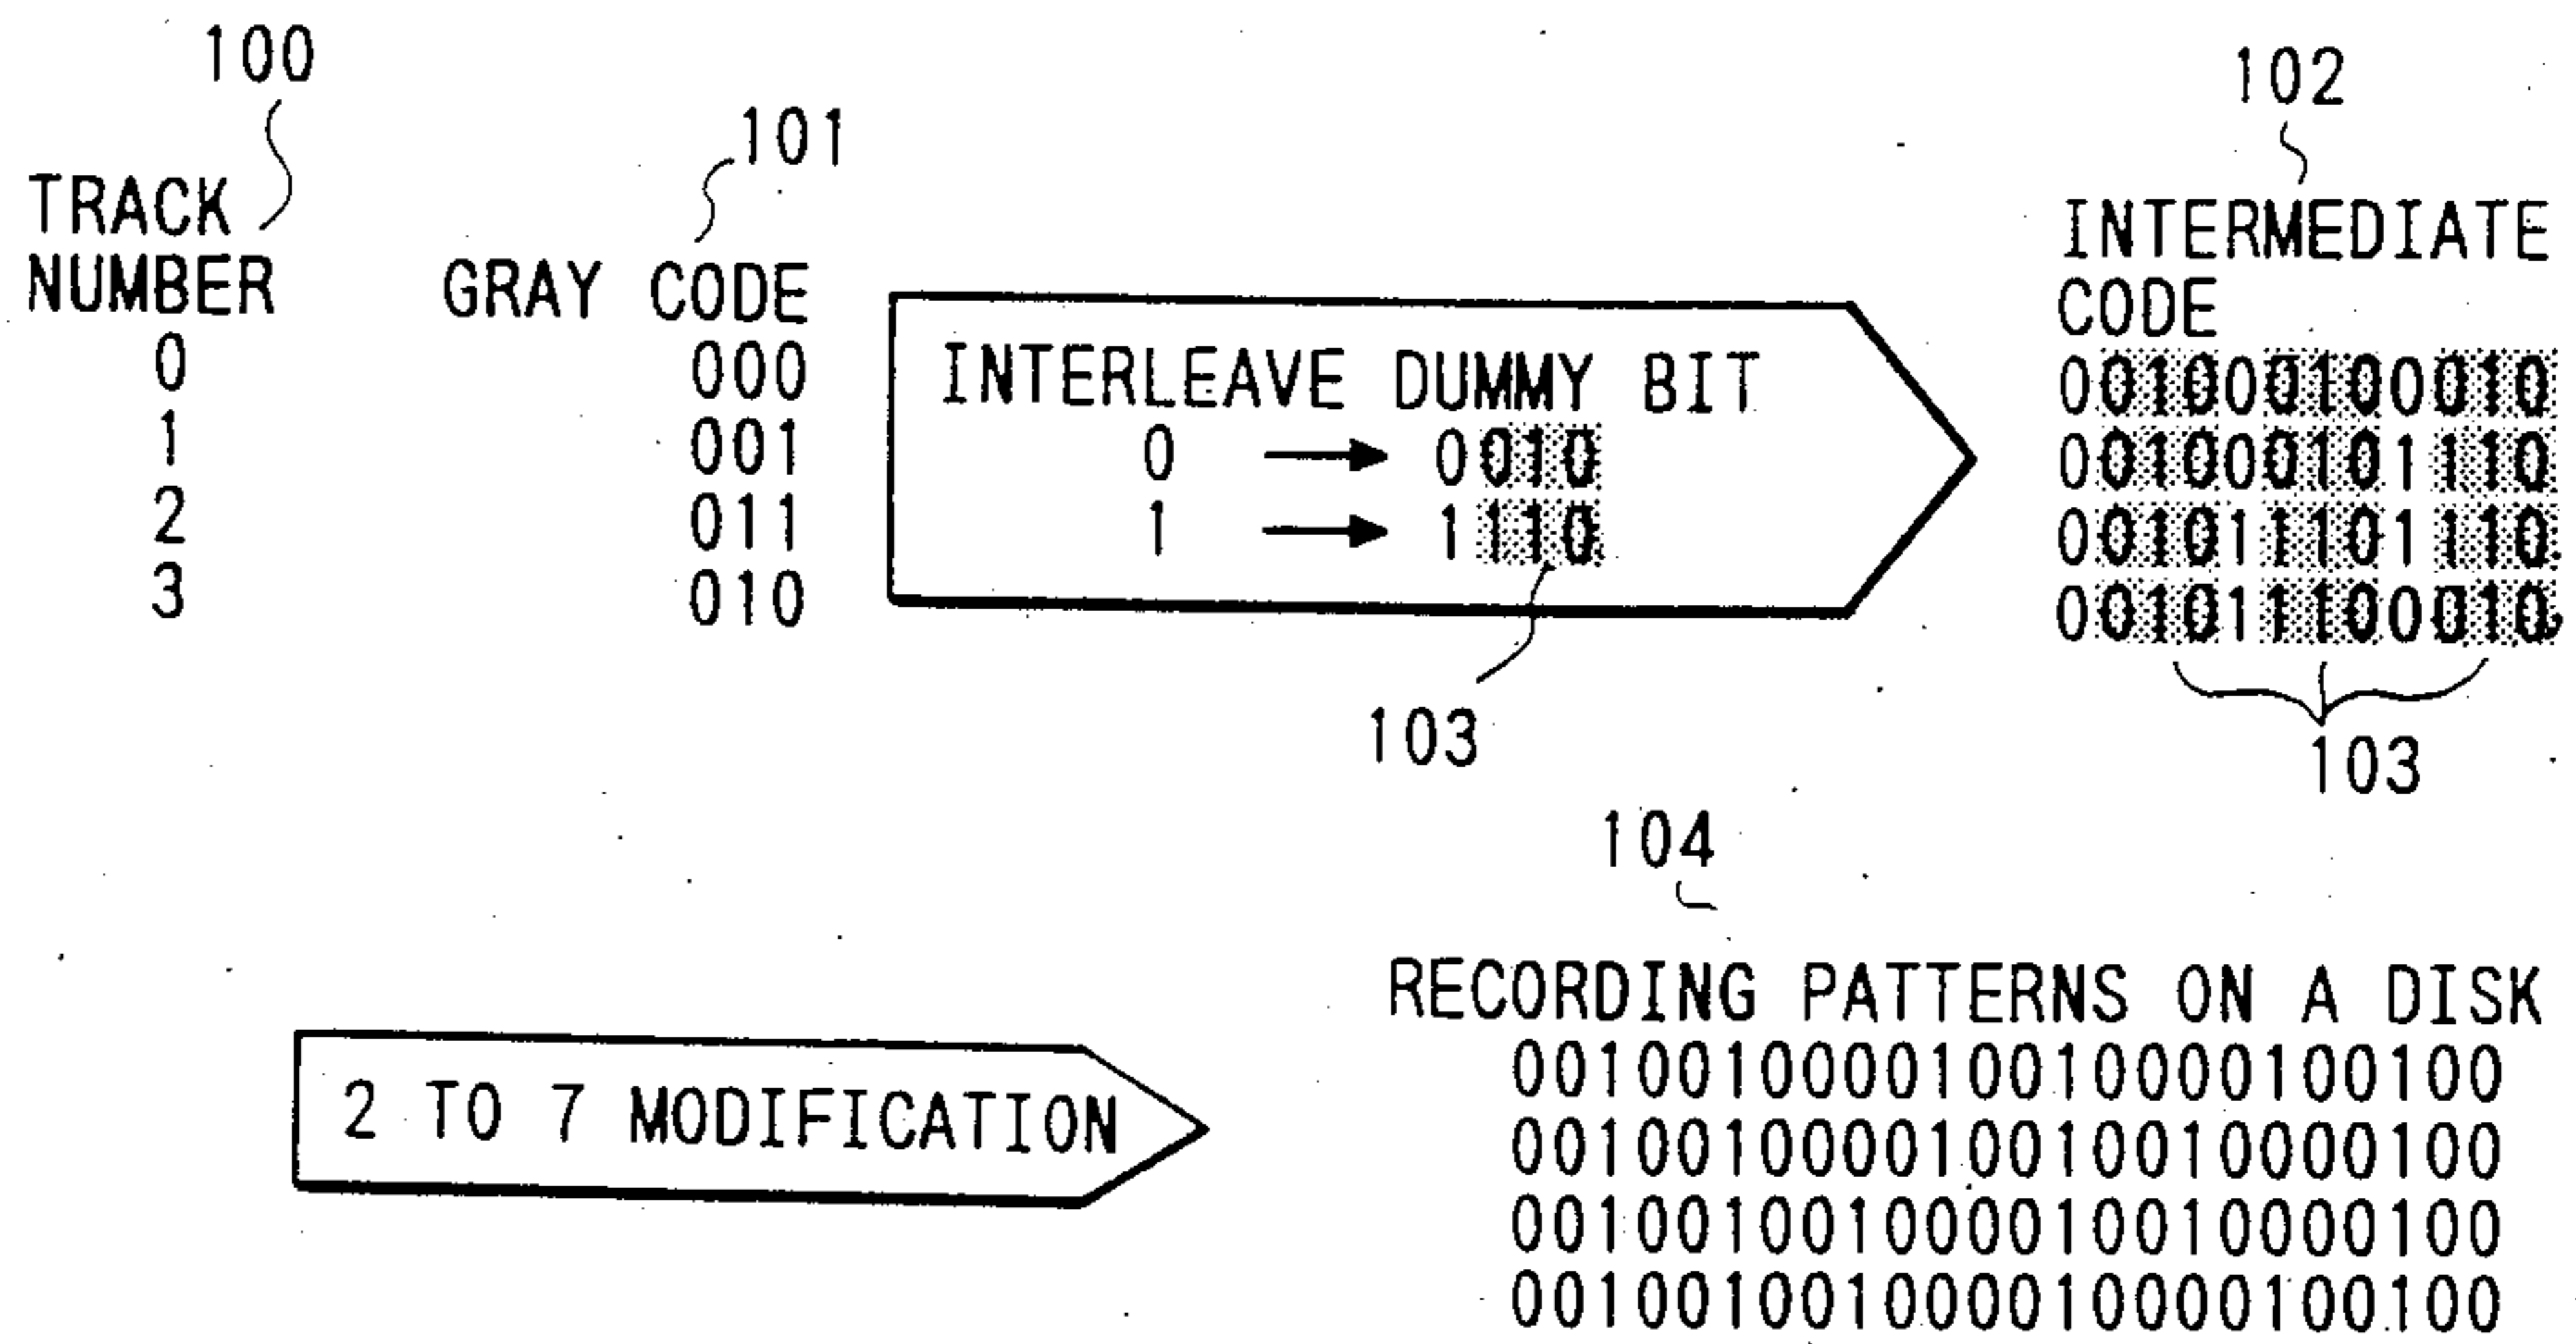 100
101
102
TRACK
NUMBER
0
1
2
3
GRAY CODE
000
001
011
010
INTERLEAVE DUMMY BIT
0 → 0010
1 → 1110
103
INTERMEDIATE
CODE
001000100010
001000101110
001011101110
001011100010
103
104
2 TO 7 MODIFICATION
RECORDING PATTERNS ON A DISK
001001000010010000100100
001001000010010010000100
001001001000010010000100
001001001000010000100100